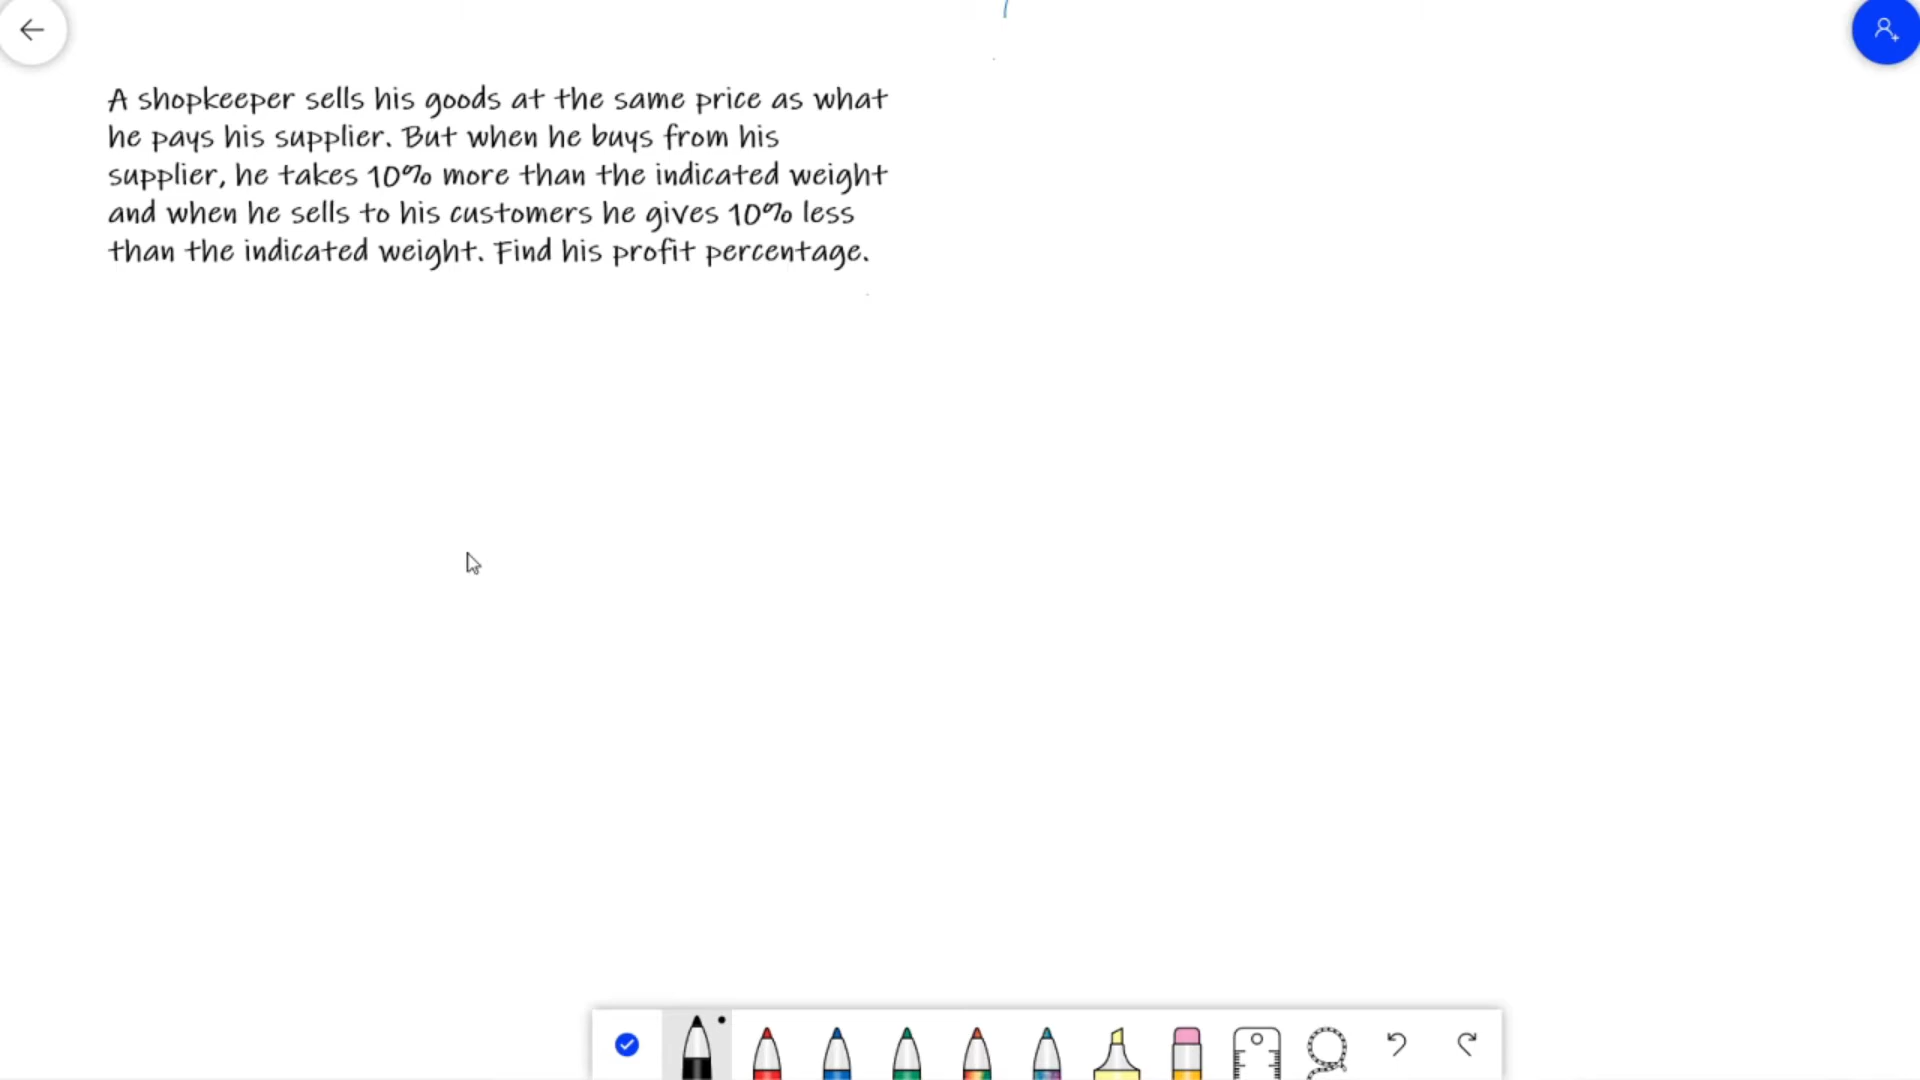 A shopkeeper sells his goods at the same price as what
he pays his supplier. But when he buys from his
supplier, he takes 10% more than the indicated weight
and when he sells to his customers he gives 10% less
than the indicated weight. Find his profit percentage.